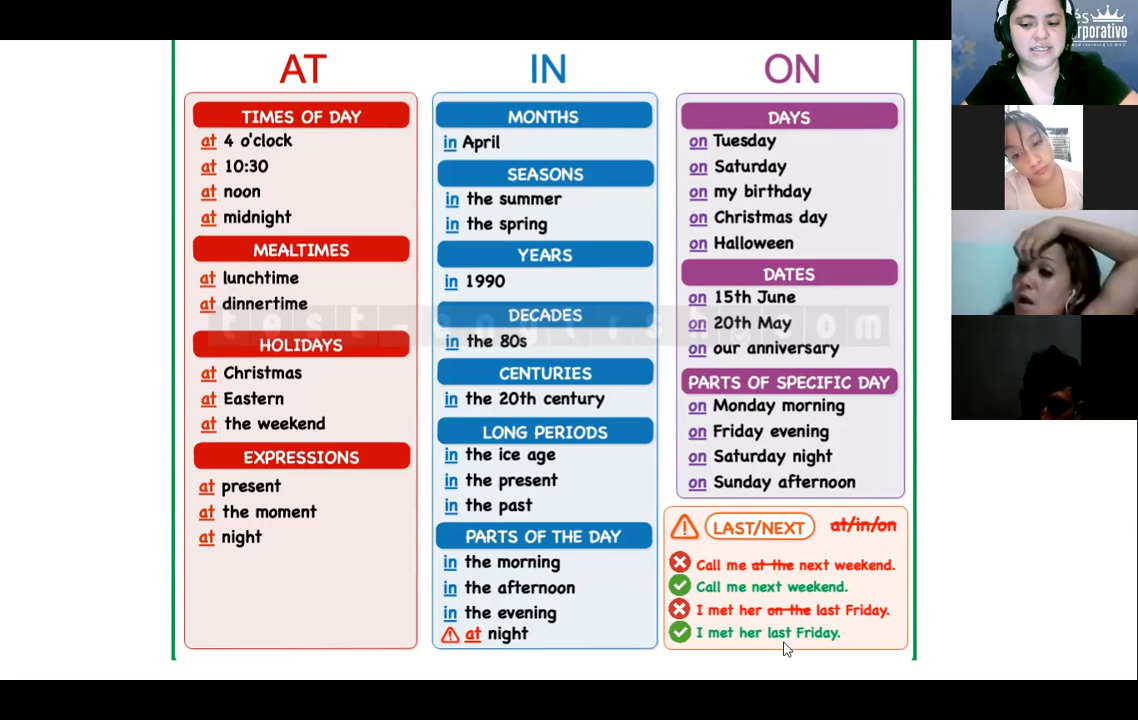 AT
TIMES OF DAY
at 4 o'clock
at 10:30
at noon
at midnight
MEALTIMES
at lunchtime
at dinnertime
HOLIDAYS
at Christmas
at Eastern
at the weekend
EXPRESSIONS
at present
at the moment
at night
IN
MONTHS
in April
SEASONS
in the summer
in the spring
YEARS
in 1990
DECADES
in the 80s
CENTURIES
in the 20th century
LONG PERIODS
in the ice age
in the present
in the past
PARTS OF THE DAY
in the morning
in the afternoon
in the evening
at night
ON
DAYS
on Tuesday
on Saturday
on my birthday
on Christmas day
on Halloween
DATES
on 15th June
on 20th May
on our anniversary
PARTS OF SPECIFIC DAY
on Monday morning
on Friday evening
on Saturday night
on Sunday afternoon
LAST/NEXT at/in/on
Call me at the next weekend.
Call me next weekend.
I met her on the last Friday.
I met her last Friday.
test-english.com
és
rporativo